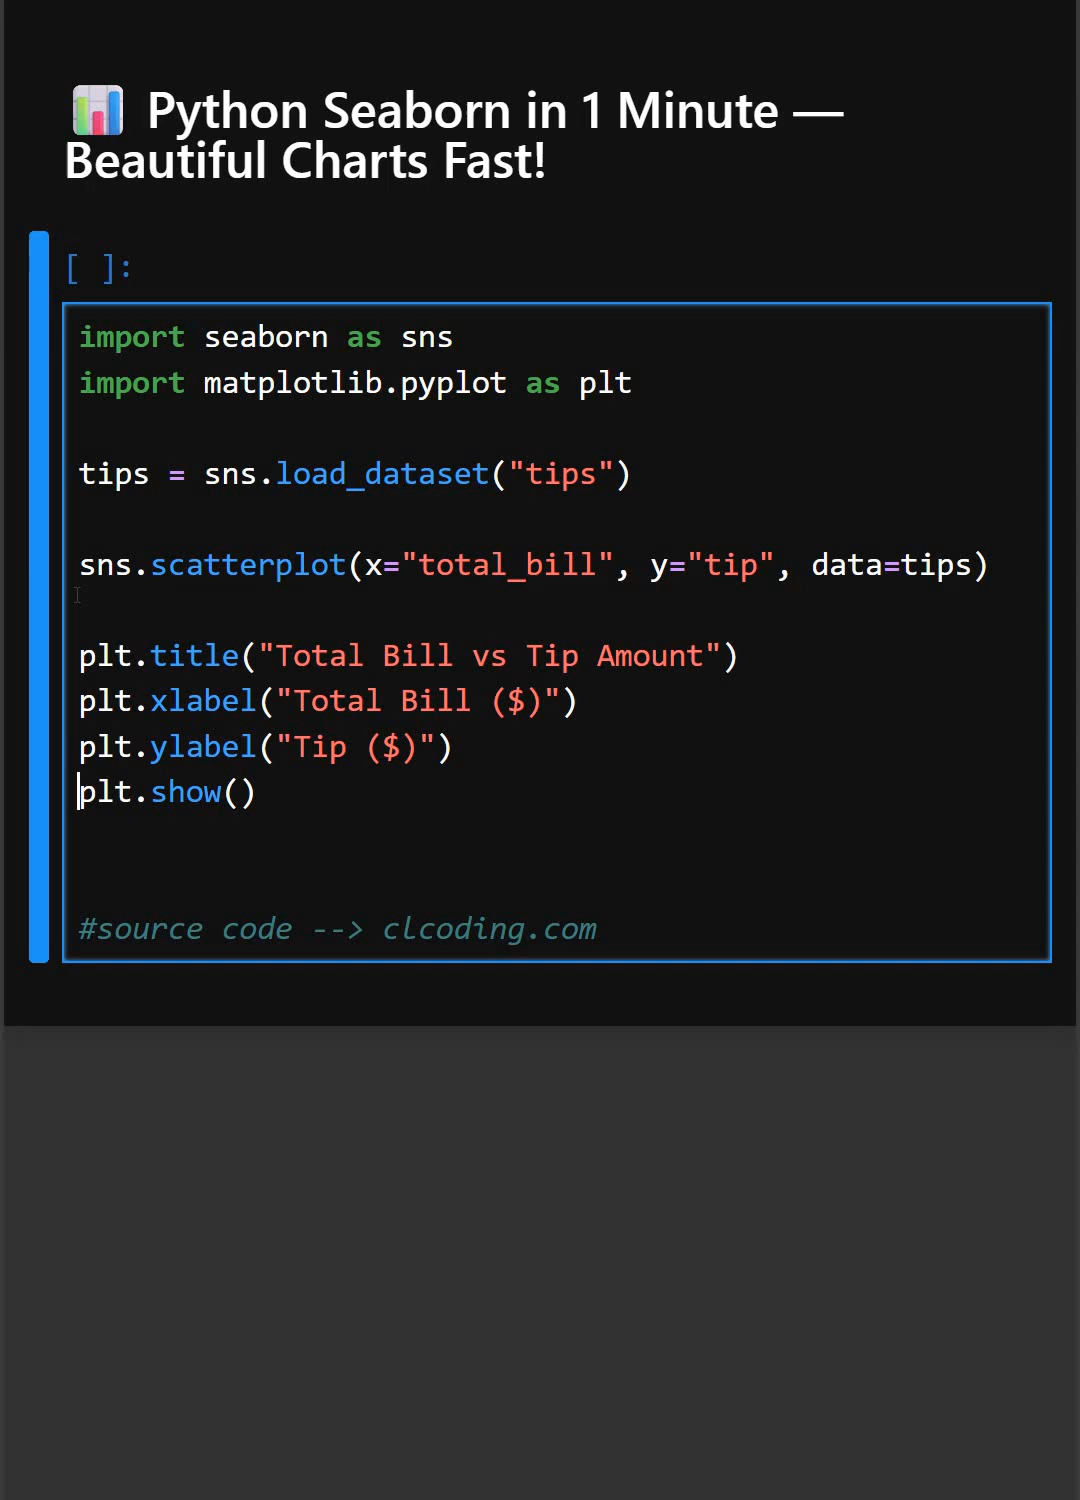 Python Seaborn in 1 Minute —
Beautiful Charts Fast!
[ ]:
import seaborn as sns
import matplotlib.pyplot as plt
tips = sns.load_dataset("tips")
sns.scatterplot(x="total_bill", y="tip", data=tips)
plt.title("Total Bill vs Tip Amount")
plt.xlabel("Total Bill ($)")
plt.ylabel("Tip ($)")
plt.show()
#source code --> clcoding.com